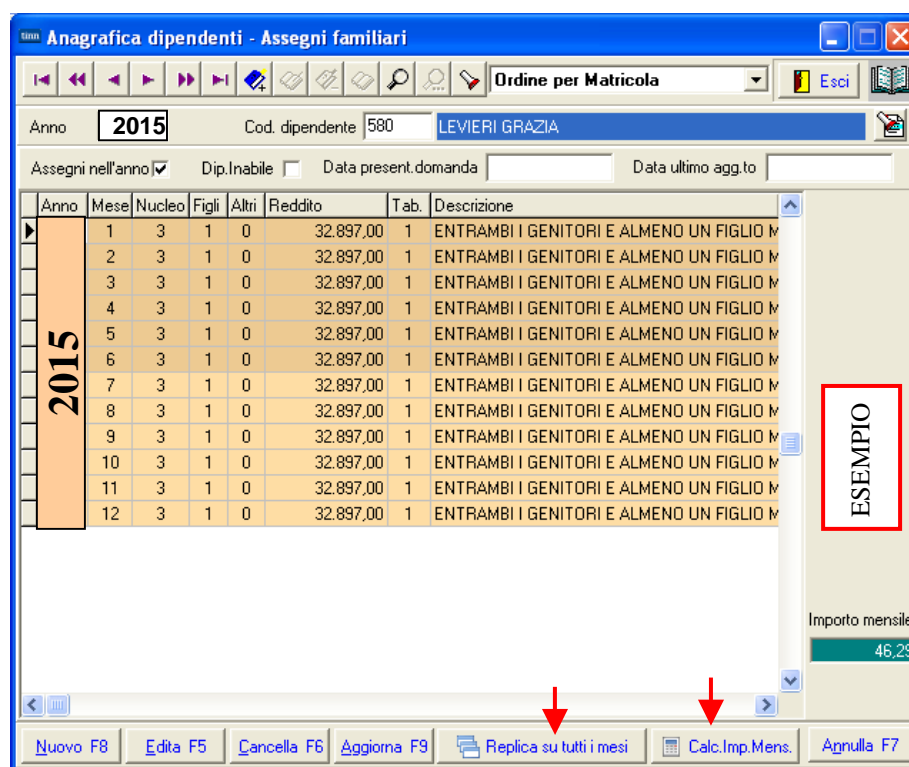 tinn Anagrafica dipendenti - Assegni familiari
Ordine per Matricola Esci
Anno 2015 Cod. dipendente 580 LEVIERI GRAZIA
Assegni nell'anno Dip.Inabile Data present.domanda Data ultimo agg.to
Anno Mese Nucleo Figli Altri Reddito Tab. Descrizione
1 3 1 0 32.897,00 1 ENTRAMBI I GENITORI E ALMENO UN FIGLIO M
2 3 1 0 32.897,00 1 ENTRAMBI I GENITORI E ALMENO UN FIGLIO M
3 3 1 0 32.897,00 1 ENTRAMBI I GENITORI E ALMENO UN FIGLIO M
4 3 1 0 32.897,00 1 ENTRAMBI I GENITORI E ALMENO UN FIGLIO M
5 3 1 0 32.897,00 1 ENTRAMBI I GENITORI E ALMENO UN FIGLIO M
6 3 1 0 32.897,00 1 ENTRAMBI I GENITORI E ALMENO UN FIGLIO M
7 3 1 0 32.897,00 1 ENTRAMBI I GENITORI E ALMENO UN FIGLIO M
8 3 1 0 32.897,00 1 ENTRAMBI I GENITORI E ALMENO UN FIGLIO M
9 3 1 0 32.897,00 1 ENTRAMBI I GENITORI E ALMENO UN FIGLIO M
10 3 1 0 32.897,00 1 ENTRAMBI I GENITORI E ALMENO UN FIGLIO M
11 3 1 0 32.897,00 1 ENTRAMBI I GENITORI E ALMENO UN FIGLIO M
12 3 1 0 32.897,00 1 ENTRAMBI I GENITORI E ALMENO UN FIGLIO M
2015
ESEMPIO
Importo mensile
46,29
Nuovo F8 Edita F5 Cancella F6 Aggiorna F9 Replica su tutti i mesi Calc.Imp.Mens. Annulla F7